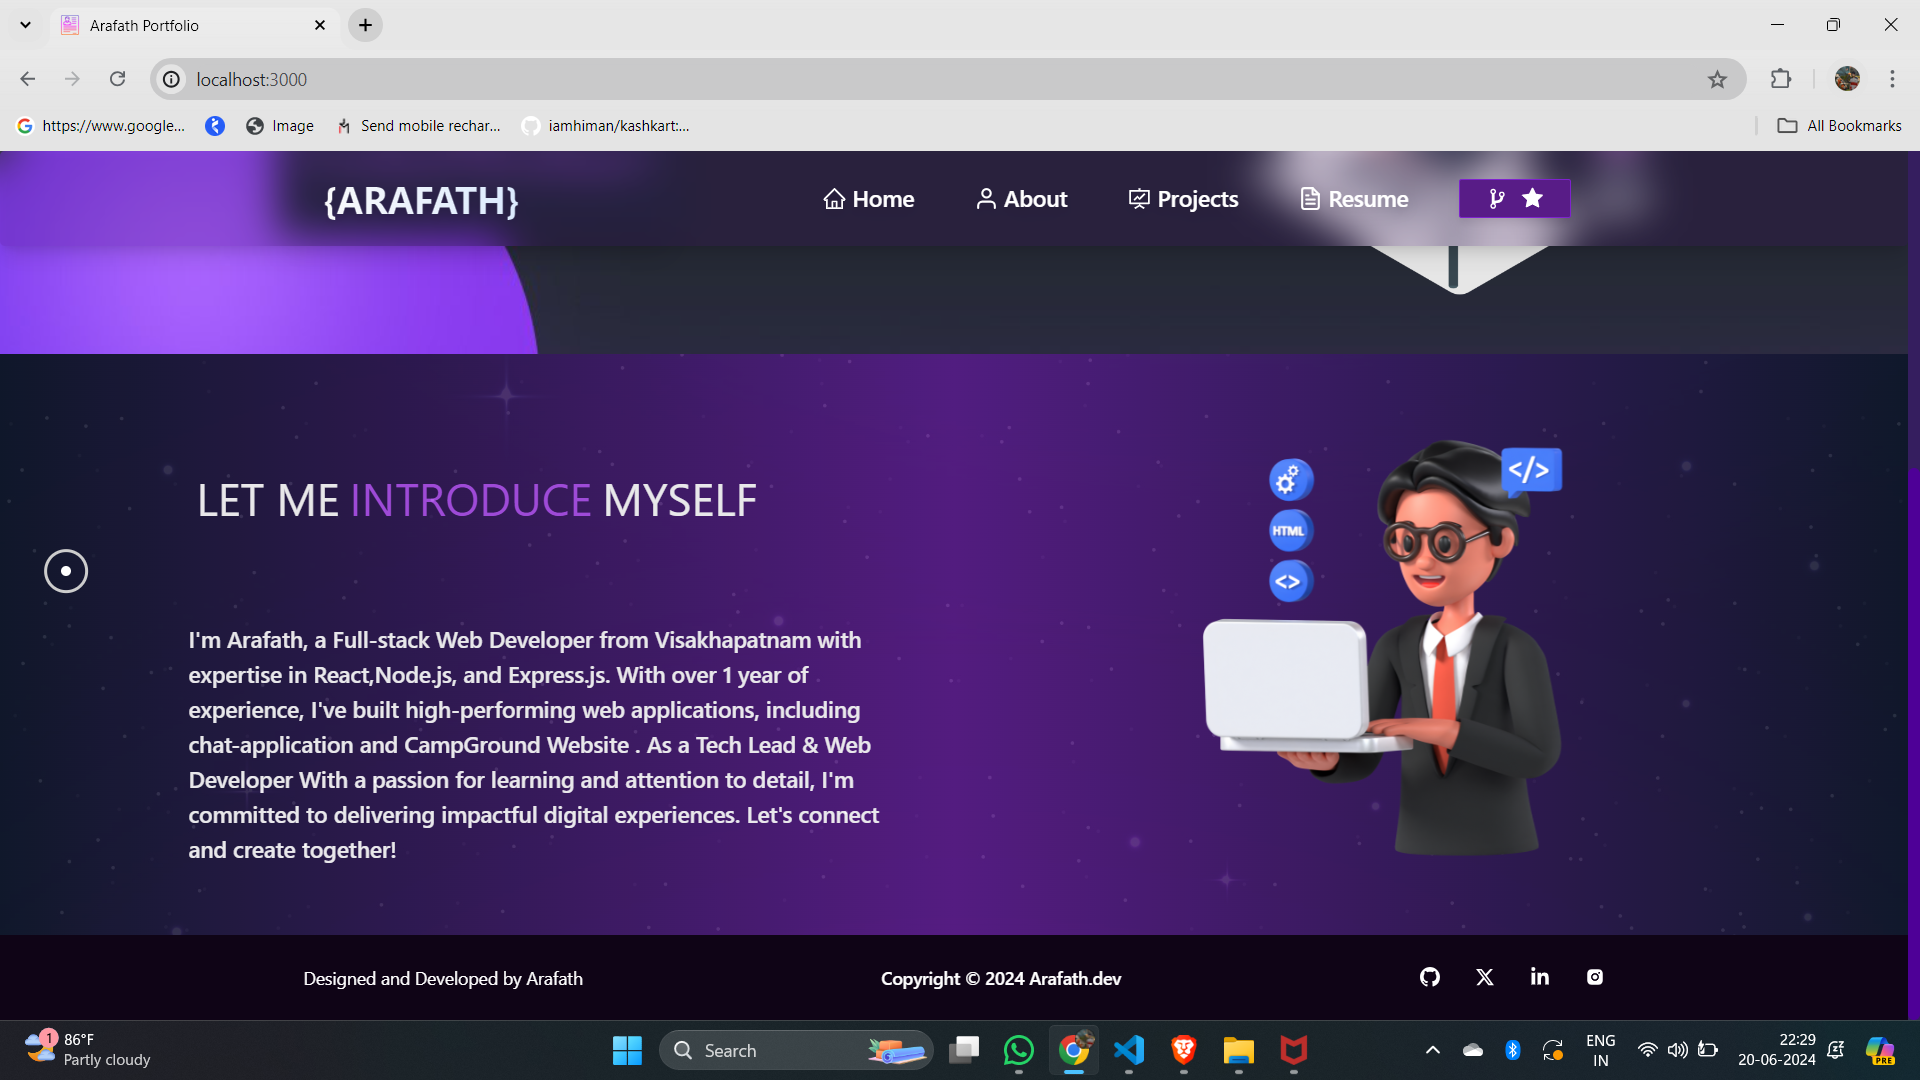 Arafath Portfolio
localhost:3000
https://www.google...
Image
Send mobile rechar...
iamhiman/kashkart:...
All Bookmarks
{ARAFATH}
Home
About
Projects
Resume
LET ME INTRODUCE MYSELF
</>
HTML
<>
I'm Arafath, a Full-stack Web Developer from Visakhapatnam with
expertise in React,Node.js, and Express.js. With over 1 year of
experience, I've built high-performing web applications, including
chat-application and CampGround Website . As a Tech Lead & Web
Developer With a passion for learning and attention to detail, I'm
committed to delivering impactful digital experiences. Let's connect
and create together!
Designed and Developed by Arafath
Copyright © 2024 Arafath.dev
1
86°F
Partly cloudy
Search
ENG
IN
22:29
20-06-2024
PRE